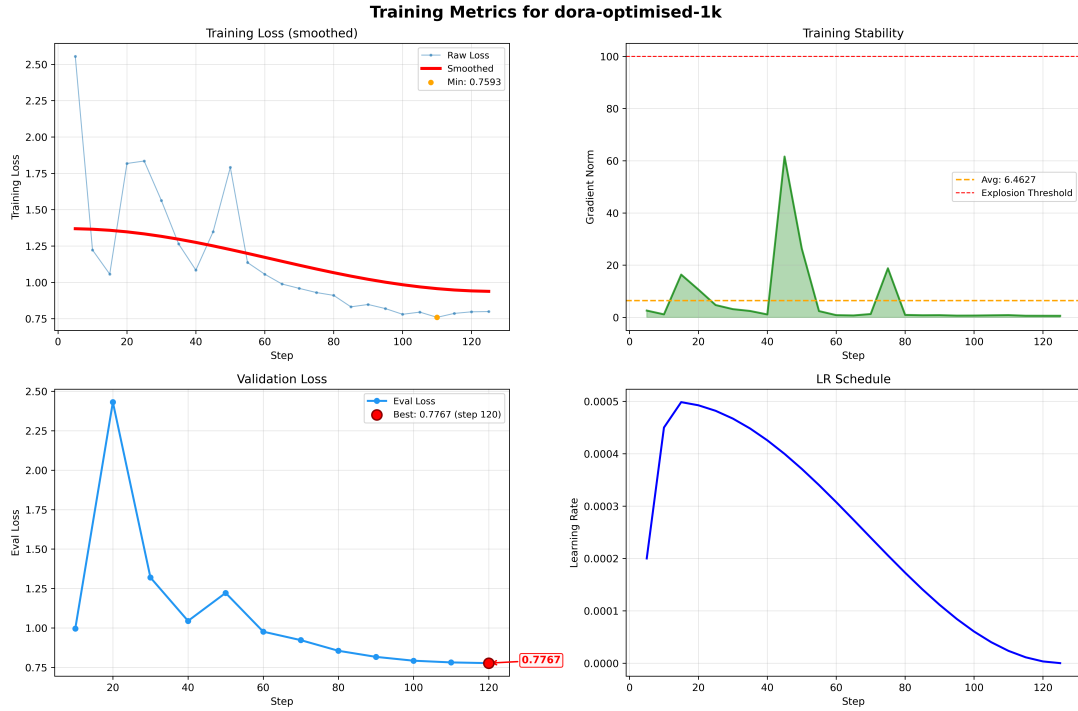 Training Metrics for dora-optimised-1k
Training Loss (smoothed)
Training Loss
2.50
2.25
2.00
1.75
1.50
1.25
1.00
0.75
Raw Loss
Smoothed
Min: 0.7593
0 20 40 60 80 100 120
Step
Training Stability
Gradient Norm
100
80
60
40
20
0
Avg: 6.4627
Explosion Threshold
0 20 40 60 80 100 120
Step
Validation Loss
Eval Loss
2.50
2.25
2.00
1.75
1.50
1.25
1.00
0.75
Eval Loss
Best: 0.7767 (step 120)
0.7767
20 40 60 80 100 120
Step
LR Schedule
Learning Rate
0.0005
0.0004
0.0003
0.0002
0.0001
0.0000
0 20 40 60 80 100 120
Step